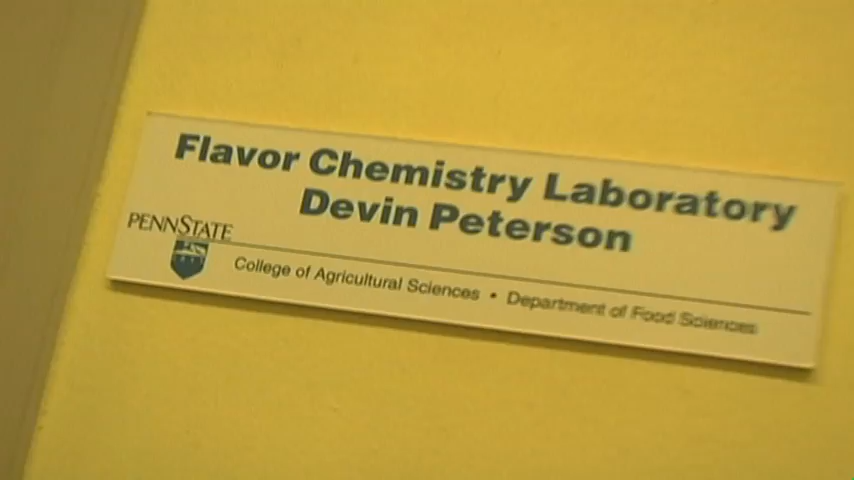 Flavor Chemistry Laboratory
Devin Peterson
PENNSTATE
College of Agricultural Sciences • Department of Food Sciences